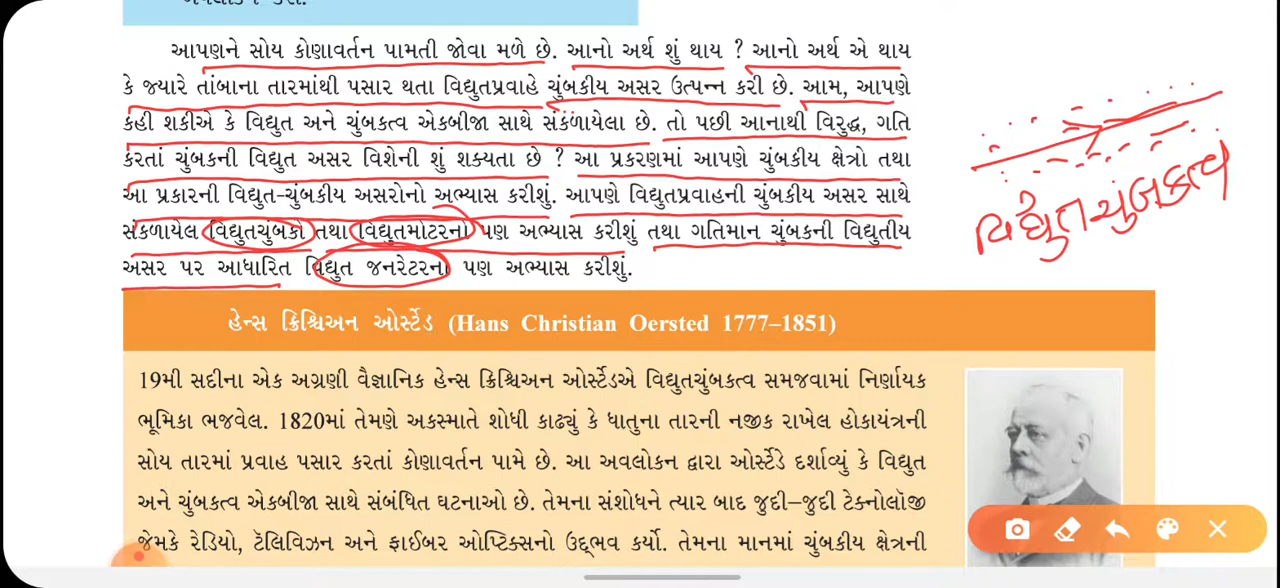 આપણને સોય કોણાવર્તન પામતી જોવા મળે છે. આનો અર્થ શું થાય ? આનો અર્થ એ થાય
કે જ્યારે તાંબાના તારમાંથી પસાર થતા વિદ્યુતપ્રવાહે ચુંબકીય અસર ઉત્પન્ન કરી છે. આમ, આપણે
કહી શકીએ કે વિદ્યુત અને ચુંબકત્વ એકબીજા સાથે સંકળાયેલા છે. તો પછી આનાથી વિરુદ્ધ, ગતિ
કરતાં ચુંબકની વિદ્યુત અસર વિશેની શું શક્યતા છે ? આ પ્રકરણમાં આપણે ચુંબકીય ક્ષેત્રો તથા
આ પ્રકારની વિદ્યુત-ચુંબકીય અસરોનો અભ્યાસ કરીશું. આપણે વિદ્યુતપ્રવાહની ચુંબકીય અસર સાથે
સંકળાયેલ વિદ્યુતચુંબકો તથા વિદ્યુતમોટરનો પણ અભ્યાસ કરીશું તથા ગતિમાન ચુંબકની વિદ્યુતીય
અસર પર આધારિત વિદ્યુત જનરેટરનો પણ અભ્યાસ કરીશું.
વિદ્યુતચુંબકત્વ
હેન્સ ક્રિશ્ચિઅન ઓર્સ્ટેડ (Hans Christian Oersted 1777–1851)
19મી સદીના એક અગ્રણી વૈજ્ઞાનિક હેન્સ ક્રિશ્ચિઅન ઓર્સ્ટેડએ વિદ્યુતચુંબકત્વ સમજવામાં નિર્ણાયક
ભૂમિકા ભજવેલ. 1820માં તેમણે અકસ્માતે શોધી કાઢ્યું કે ધાતુના તારની નજીક રાખેલ હોકાયંત્રની
સોય તારમાં પ્રવાહ પસાર કરતાં કોણાવર્તન પામે છે. આ અવલોકન દ્વારા ઓર્સ્ટેડે દર્શાવ્યું કે વિદ્યુત
અને ચુંબકત્વ એકબીજા સાથે સંબંધિત ઘટનાઓ છે. તેમના સંશોધને ત્યાર બાદ જુદી–જુદી ટેક્નોલૉજી
જેમકે રેડિયો, ટૅલિવિઝન અને ફાઈબર ઓપ્ટિક્સનો ઉદ્ભવ કર્યો. તેમના માનમાં ચુંબકીય ક્ષેત્રની